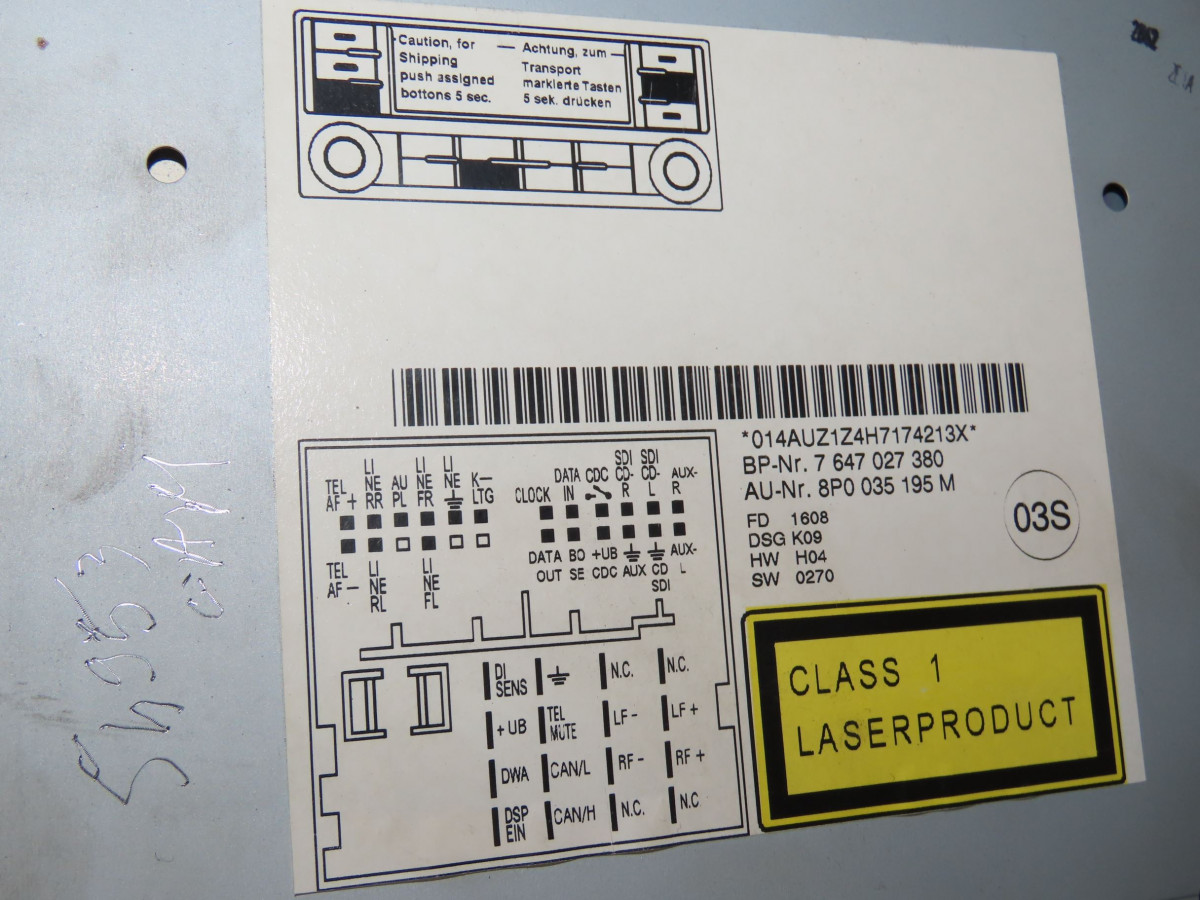 Caution, for
Shipping
push assigned
bottons 5 sec.
Achtung, zum
Transport
markierte Tasten
5 sek. drücken
*014AUZ1Z4H7174213X*
BP-Nr. 7 647 027 380
AU-Nr. 8P0 035 195 M
FD 1608
DSG K09
HW H04
SW 0270
03S
CLASS 1
LASERPRODUCT
TEL AF +
LI NE RR
AU PL
LI NE FR
LI NE
K— LTG
TEL AF —
LI NE RL
LI NE FL
CLOCK
DATA IN
CDC
SDI CD- R
SDI CD- L
AUX- R
DATA OUT
BO SE
+UB CDC
AUX
CD SDI
AUX- L
DI SENS
N.C.
N.C.
+UB
TEL MUTE
LF -
LF +
DWA
CAN/L
RF -
RF +
DSP EIN
CAN/H
N.C.
N.C